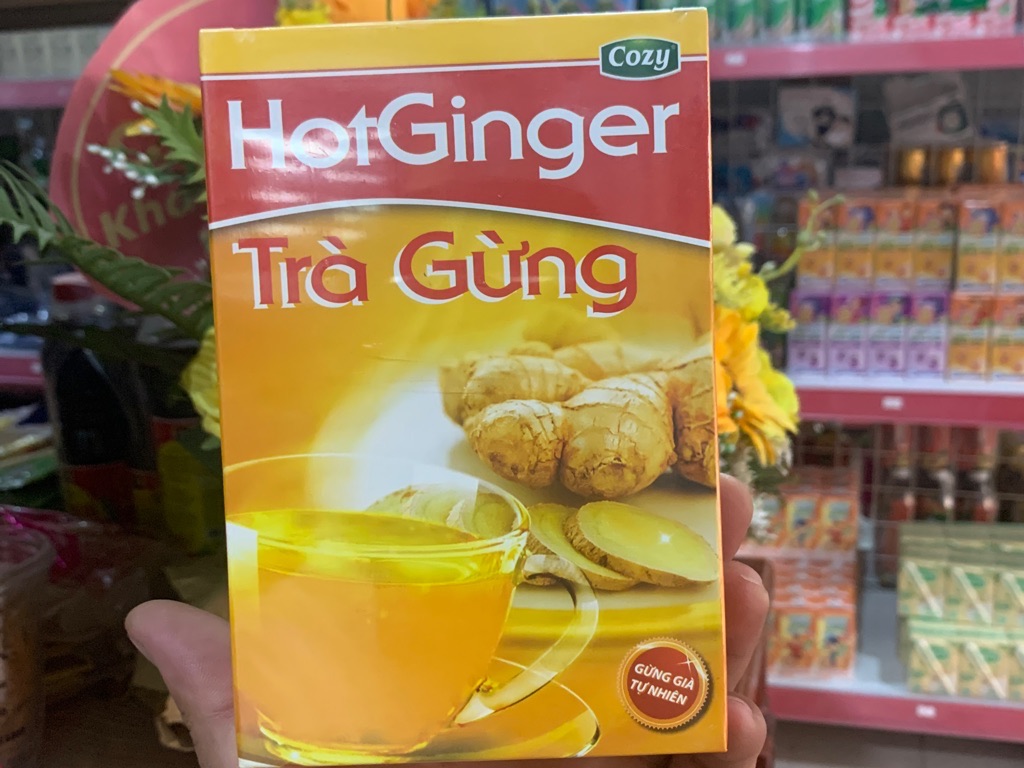 Cozy
HotGinger
Trà Gừng
GỪNG GIÀ
TỰ NHIÊN